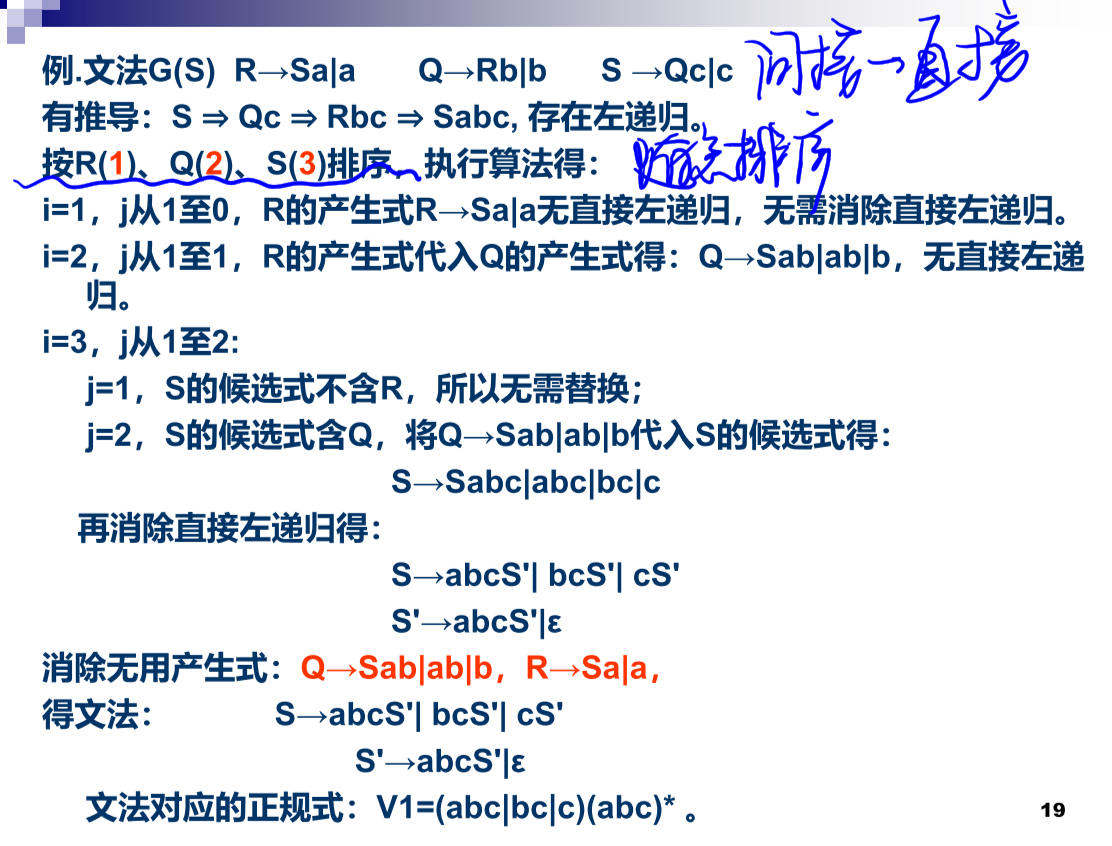 例.文法G(S) R→Sa|a Q→Rb|b S →Qc|c 间接→直接
有推导：S ⇒ Qc ⇒ Rbc ⇒ Sabc, 存在左递归。
按R(1)、Q(2)、S(3)排序，执行算法得： 随意排序
i=1，j从1至0，R的产生式R→Sa|a无直接左递归，无需消除直接左递归。
i=2，j从1至1，R的产生式代入Q的产生式得：Q→Sab|ab|b，无直接左递
归。
i=3，j从1至2:
j=1，S的候选式不含R，所以无需替换；
j=2，S的候选式含Q，将Q→Sab|ab|b代入S的候选式得：
S→Sabc|abc|bc|c
再消除直接左递归得：
S→abcS'| bcS'| cS'
S'→abcS'|ε
消除无用产生式：Q→Sab|ab|b，R→Sa|a，
得文法： S→abcS'| bcS'| cS'
S'→abcS'|ε
文法对应的正规式：V1=(abc|bc|c)(abc)* 。
19